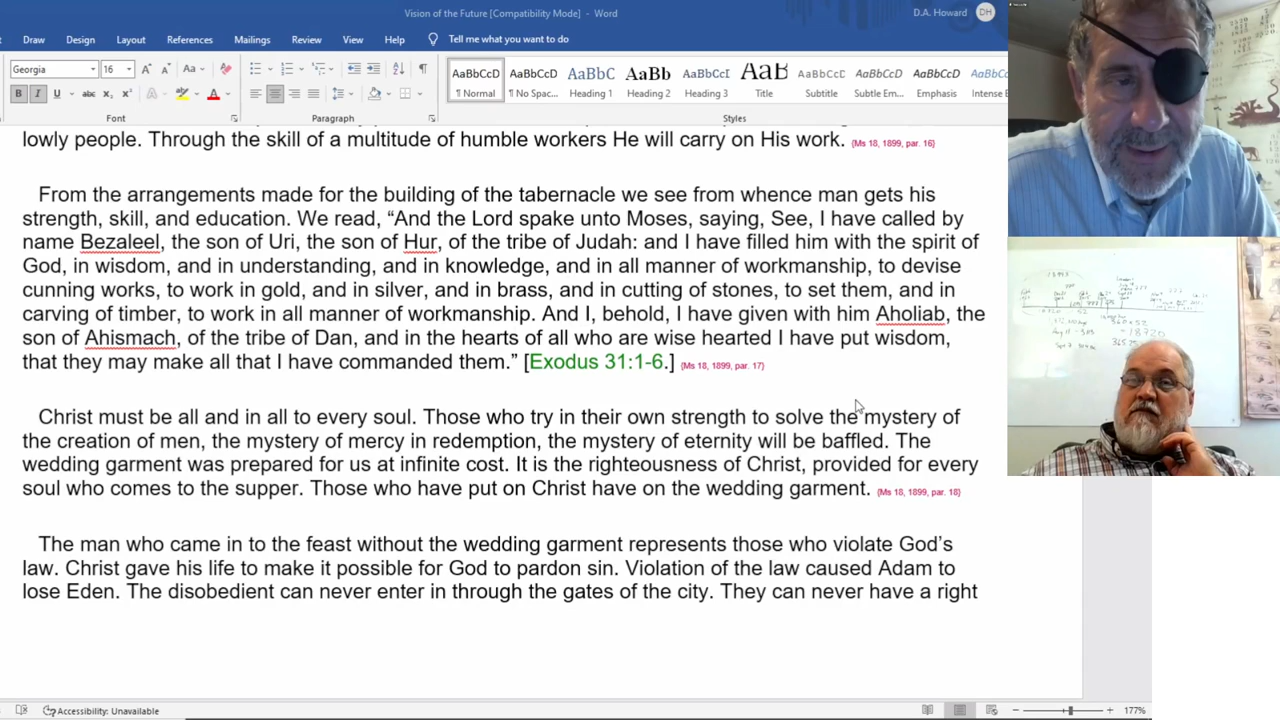 Vision of the Future [Compatibility Mode] - Word
D.A. Howard DH
Draw Design Layout References Mailings Review View Help Tell me what you want to do
Georgia 16 Aa
AaBbCcD AaBbCcD AaBbC AaBb AaBbCcI AaB AaBbCcD AaBbCcD AaBbCcD AaBbCcD
B I U abc x₂ x² A A
¶ Normal ¶ No Spac... Heading 1 Heading 2 Heading 3 Title Subtitle Subtle Em... Emphasis Intense E
Font Paragraph Styles
lowly people. Through the skill of a multitude of humble workers He will carry on His work. {Ms 18, 1899, par. 16}
From the arrangements made for the building of the tabernacle we see from whence man gets his
strength, skill, and education. We read, “And the Lord spake unto Moses, saying, See, I have called by
name Bezaleel, the son of Uri, the son of Hur, of the tribe of Judah: and I have filled him with the spirit of
God, in wisdom, and in understanding, and in knowledge, and in all manner of workmanship, to devise
cunning works, to work in gold, and in silver, and in brass, and in cutting of stones, to set them, and in
carving of timber, to work in all manner of workmanship. And I, behold, I have given with him Aholiab, the
son of Ahismach, of the tribe of Dan, and in the hearts of all who are wise hearted I have put wisdom,
that they may make all that I have commanded them.” [Exodus 31:1-6.] {Ms 18, 1899, par. 17}
Christ must be all and in all to every soul. Those who try in their own strength to solve the mystery of
the creation of men, the mystery of mercy in redemption, the mystery of eternity will be baffled. The
wedding garment was prepared for us at infinite cost. It is the righteousness of Christ, provided for every
soul who comes to the supper. Those who have put on Christ have on the wedding garment. {Ms 18, 1899, par. 18}
The man who came in to the feast without the wedding garment represents those who violate God’s
law. Christ gave his life to make it possible for God to pardon sin. Violation of the law caused Adam to
lose Eden. The disobedient can never enter in through the gates of the city. They can never have a right
Accessibility: Unavailable
177%